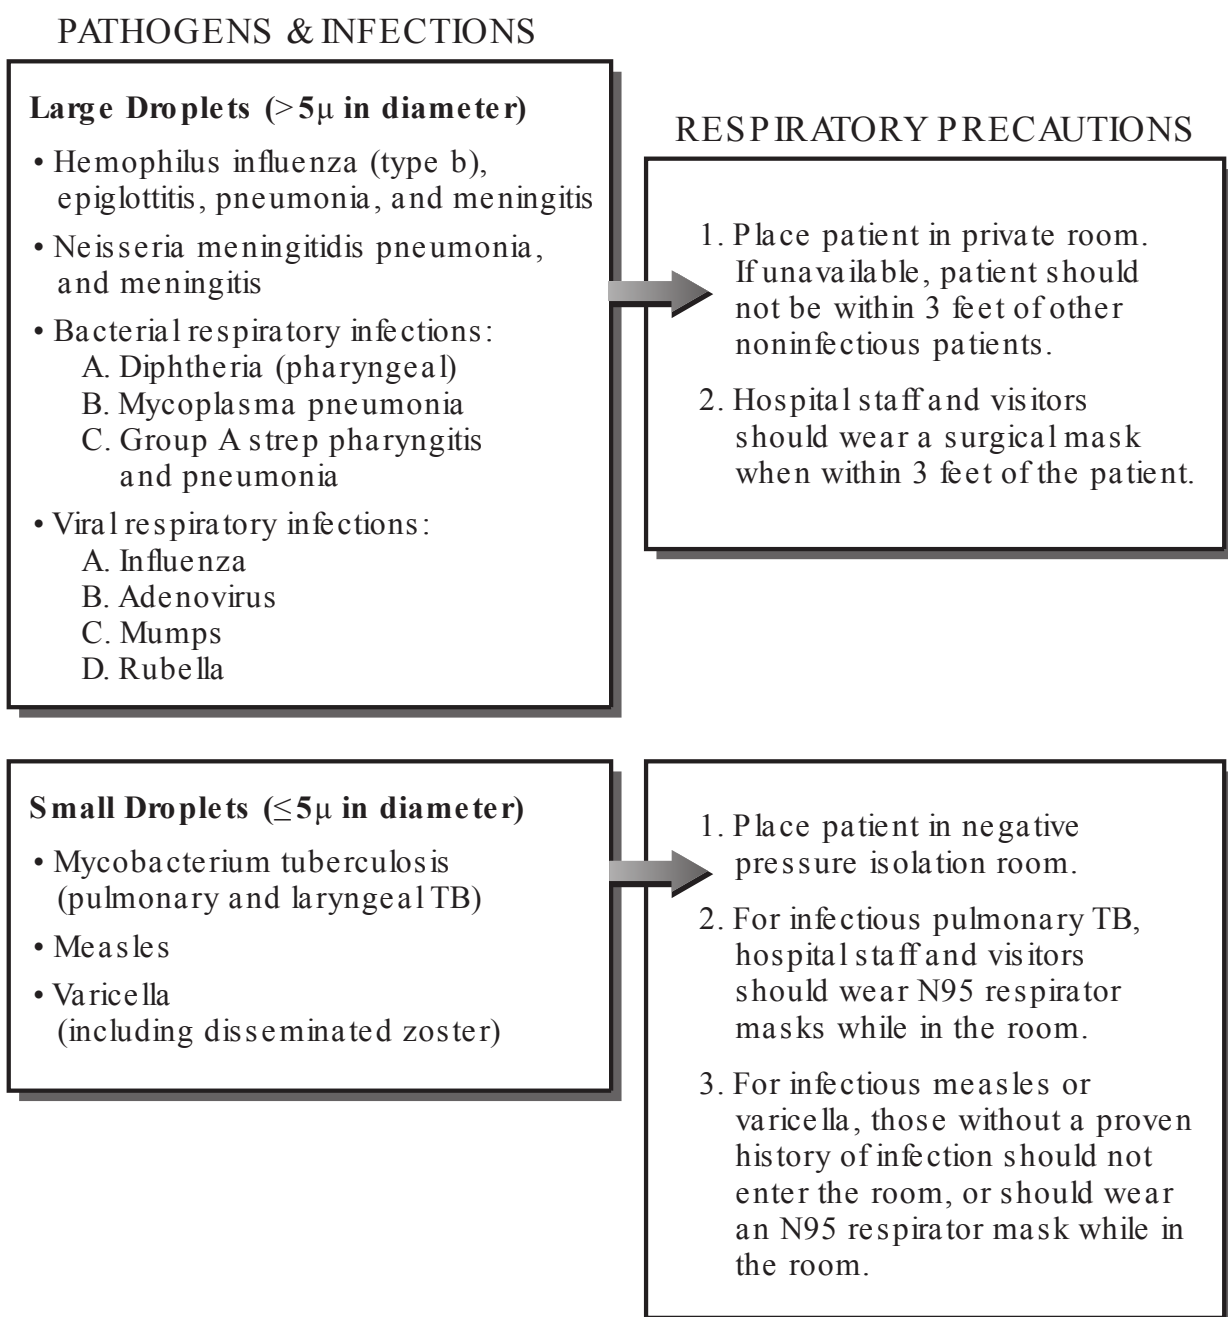 PATHOGENS & INFECTIONS
Large Droplets (>5μ in diameter)
• Hemophilus influenza (type b),
epiglottitis, pneumonia, and meningitis
• Neisseria meningitidis pneumonia,
and meningitis
• Bacterial respiratory infections:
A. Diphtheria (pharyngeal)
B. Mycoplasma pneumonia
C. Group A strep pharyngitis
and pneumonia
• Viral respiratory infections:
A. Influenza
B. Adenovirus
C. Mumps
D. Rubella
RESPIRATORY PRECAUTIONS
1. Place patient in private room.
If unavailable, patient should
not be within 3 feet of other
noninfectious patients.
2. Hospital staff and visitors
should wear a surgical mask
when within 3 feet of the patient.
Small Droplets (≤5μ in diameter)
• Mycobacterium tuberculosis
(pulmonary and laryngeal TB)
• Measles
• Varicella
(including disseminated zoster)
1. Place patient in negative
pressure isolation room.
2. For infectious pulmonary TB,
hospital staff and visitors
should wear N95 respirator
masks while in the room.
3. For infectious measles or
varicella, those without a proven
history of infection should not
enter the room, or should wear
an N95 respirator mask while in
the room.